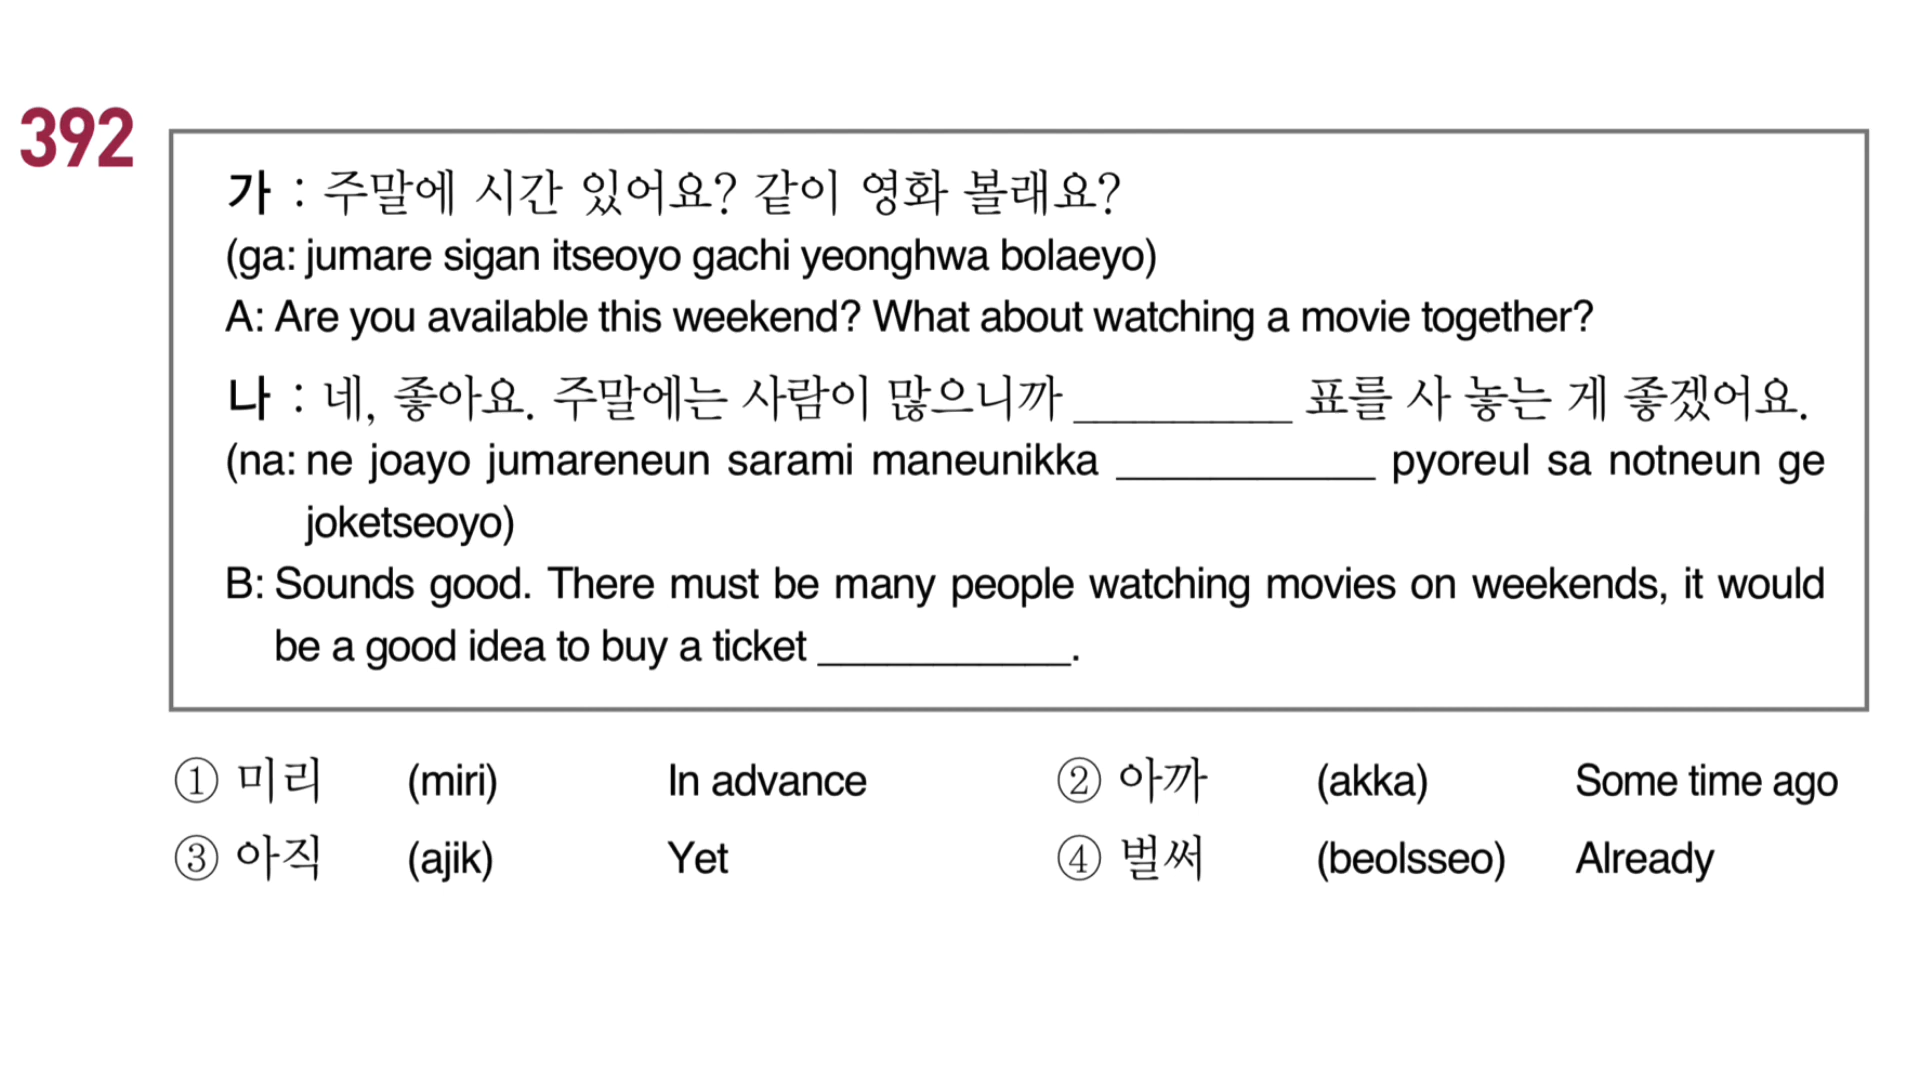 392
가 : 주말에 시간 있어요? 같이 영화 볼래요?
(ga: jumare sigan itseoyo gachi yeonghwa bolaeyo)
A: Are you available this weekend? What about watching a movie together?
나 : 네, 좋아요. 주말에는 사람이 많으니까 __________ 표를 사 놓는 게 좋겠어요.
(na: ne joayo jumareneun sarami maneunikka ____________ pyoreul sa notneun ge
joketseoyo)
B: Sounds good. There must be many people watching movies on weekends, it would
be a good idea to buy a ticket ____________.
① 미리 (miri) In advance ② 아까 (akka) Some time ago
③ 아직 (ajik) Yet ④ 벌써 (beolsseo) Already